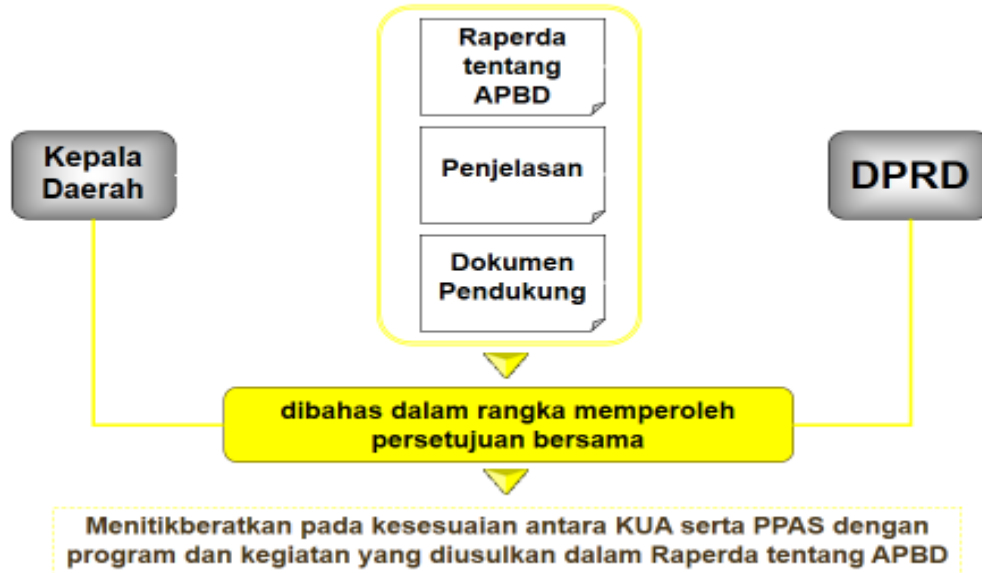 Raperda
tentang
APBD
Kepala
Daerah
Penjelasan
DPRD
Dokumen
Pendukung
dibahas dalam rangka memperoleh
persetujuan bersama
Menitikberatkan pada kesesuaian antara KUA serta PPAS dengan
program dan kegiatan yang diusulkan dalam Raperda tentang APBD